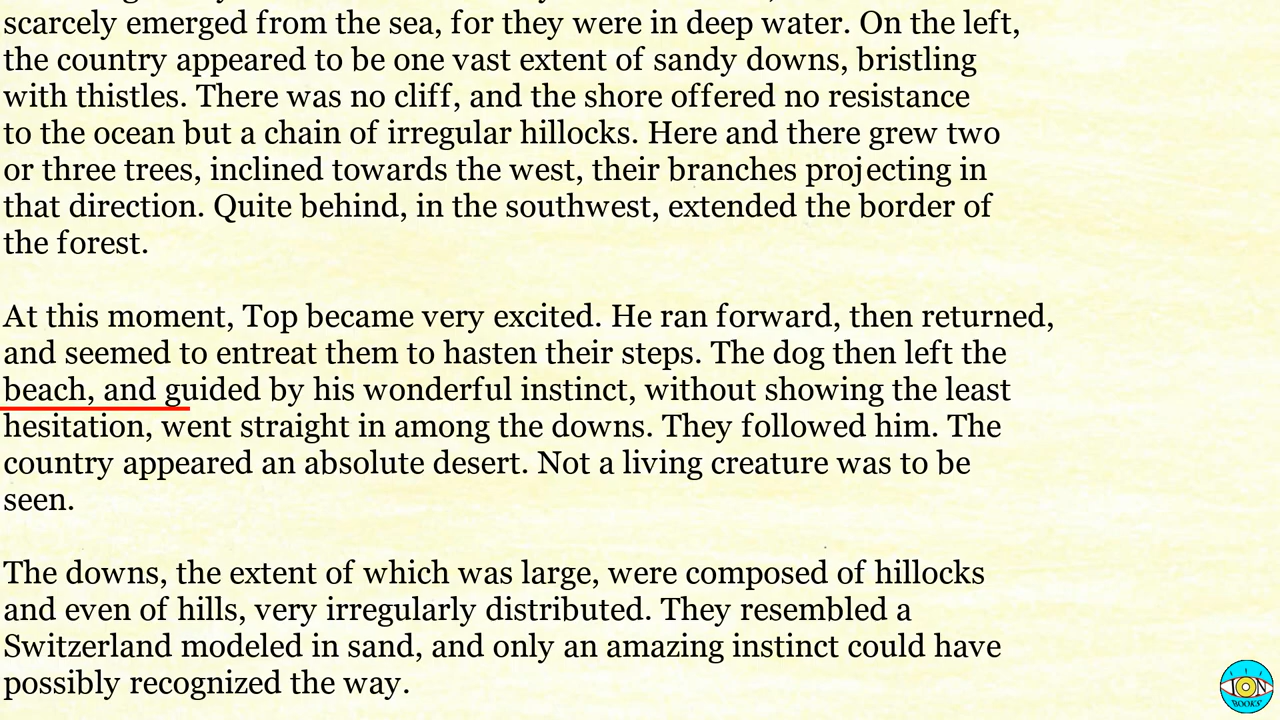 scarcely emerged from the sea, for they were in deep water. On the left,
the country appeared to be one vast extent of sandy downs, bristling
with thistles. There was no cliff, and the shore offered no resistance
to the ocean but a chain of irregular hillocks. Here and there grew two
or three trees, inclined towards the west, their branches projecting in
that direction. Quite behind, in the southwest, extended the border of
the forest.
At this moment, Top became very excited. He ran forward, then returned,
and seemed to entreat them to hasten their steps. The dog then left the
beach, and guided by his wonderful instinct, without showing the least
hesitation, went straight in among the downs. They followed him. The
country appeared an absolute desert. Not a living creature was to be
seen.
The downs, the extent of which was large, were composed of hillocks
and even of hills, very irregularly distributed. They resembled a
Switzerland modeled in sand, and only an amazing instinct could have
possibly recognized the way.
ION
BOOKS